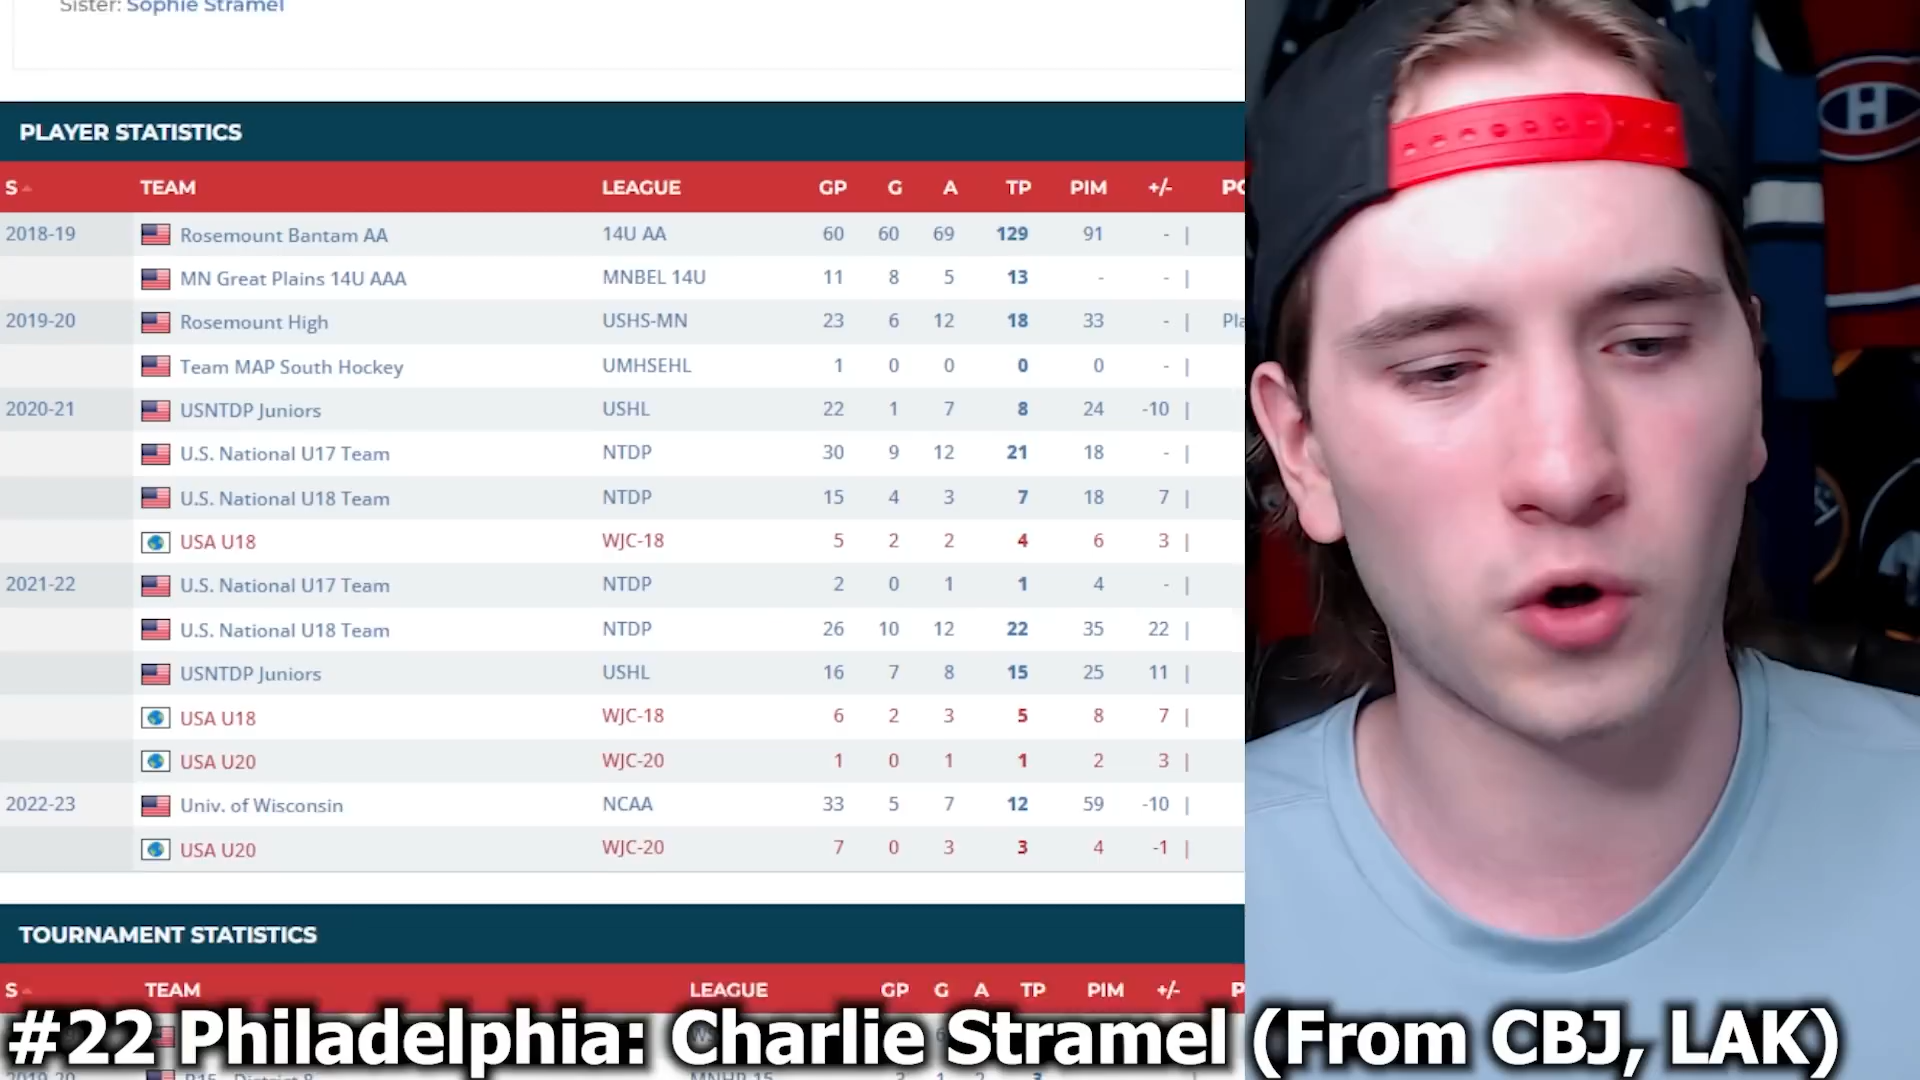 Sister: Sophie Stramel
PLAYER STATISTICS
S TEAM LEAGUE GP G A TP PIM +/-
2018-19 Rosemount Bantam AA 14U AA 60 60 69 129 91 - |
MN Great Plains 14U AAA MNBEL 14U 11 8 5 13 - - |
2019-20 Rosemount High USHS-MN 23 6 12 18 33 - | Pla
Team MAP South Hockey UMHSEHL 1 0 0 0 0 - |
2020-21 USNTDP Juniors USHL 22 1 7 8 24 -10 |
U.S. National U17 Team NTDP 30 9 12 21 18 - |
U.S. National U18 Team NTDP 15 4 3 7 18 7 |
USA U18 WJC-18 5 2 2 4 6 3 |
2021-22 U.S. National U17 Team NTDP 2 0 1 1 4 - |
U.S. National U18 Team NTDP 26 10 12 22 35 22 |
USNTDP Juniors USHL 16 7 8 15 25 11 |
USA U18 WJC-18 6 2 3 5 8 7 |
USA U20 WJC-20 1 0 1 1 2 3 |
2022-23 Univ. of Wisconsin NCAA 33 5 7 12 59 -10 |
USA U20 WJC-20 7 0 3 3 4 -1 |
TOURNAMENT STATISTICS
S TEAM LEAGUE GP G A TP PIM +/- P
#22 Philadelphia: Charlie Stramel (From CBJ, LAK)